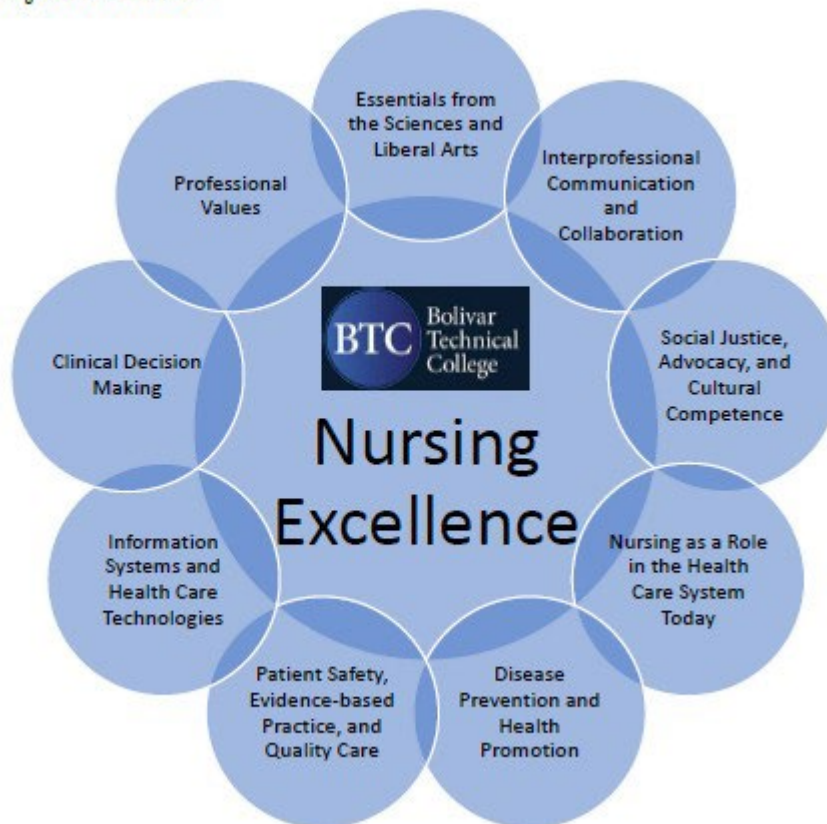 Essentials from
the Sciences and
Liberal Arts
Interprofessional
Communication
and
Collaboration
Social Justice,
Advocacy, and
Cultural
Competence
Nursing as a Role
in the Health
Care System
Today
Disease
Prevention and
Health
Promotion
Patient Safety,
Evidence-based
Practice, and
Quality Care
Information
Systems and
Health Care
Technologies
Clinical Decision
Making
Professional
Values
BTC
Bolivar
Technical
College
Nursing
Excellence